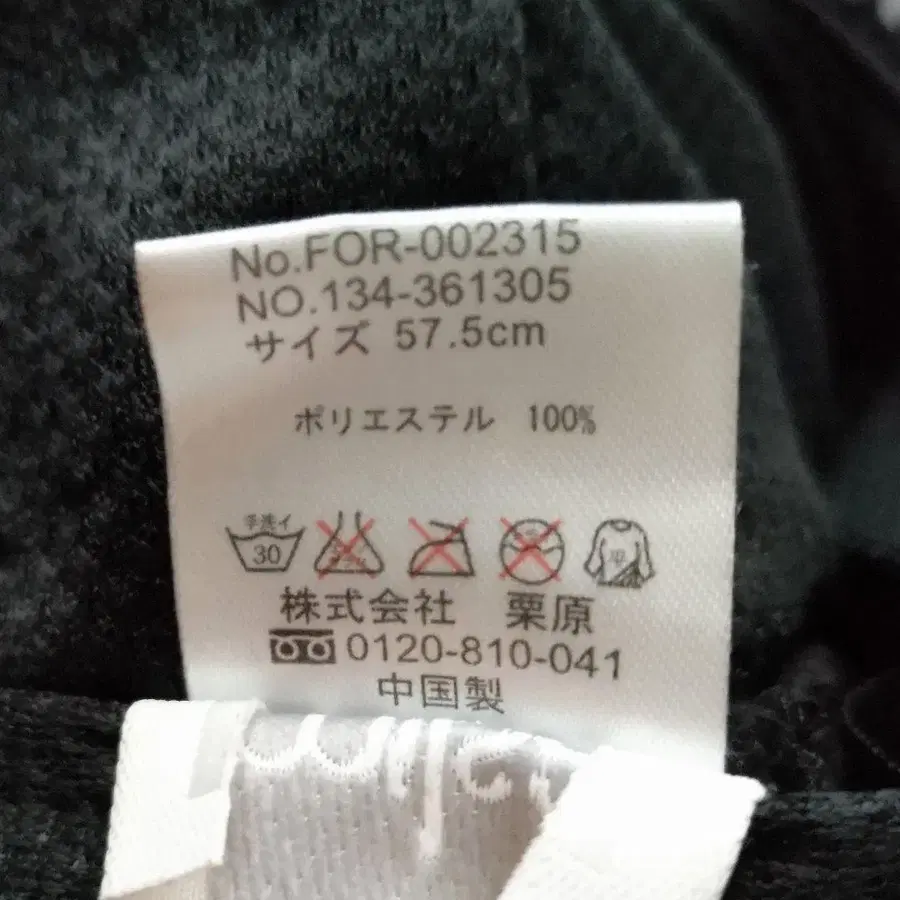 No.FOR-002315
NO.134-361305
サイズ 57.5cm
ポリエステル 100%
手洗イ
30
平
株式会社 栗原
0120-810-041
中国製